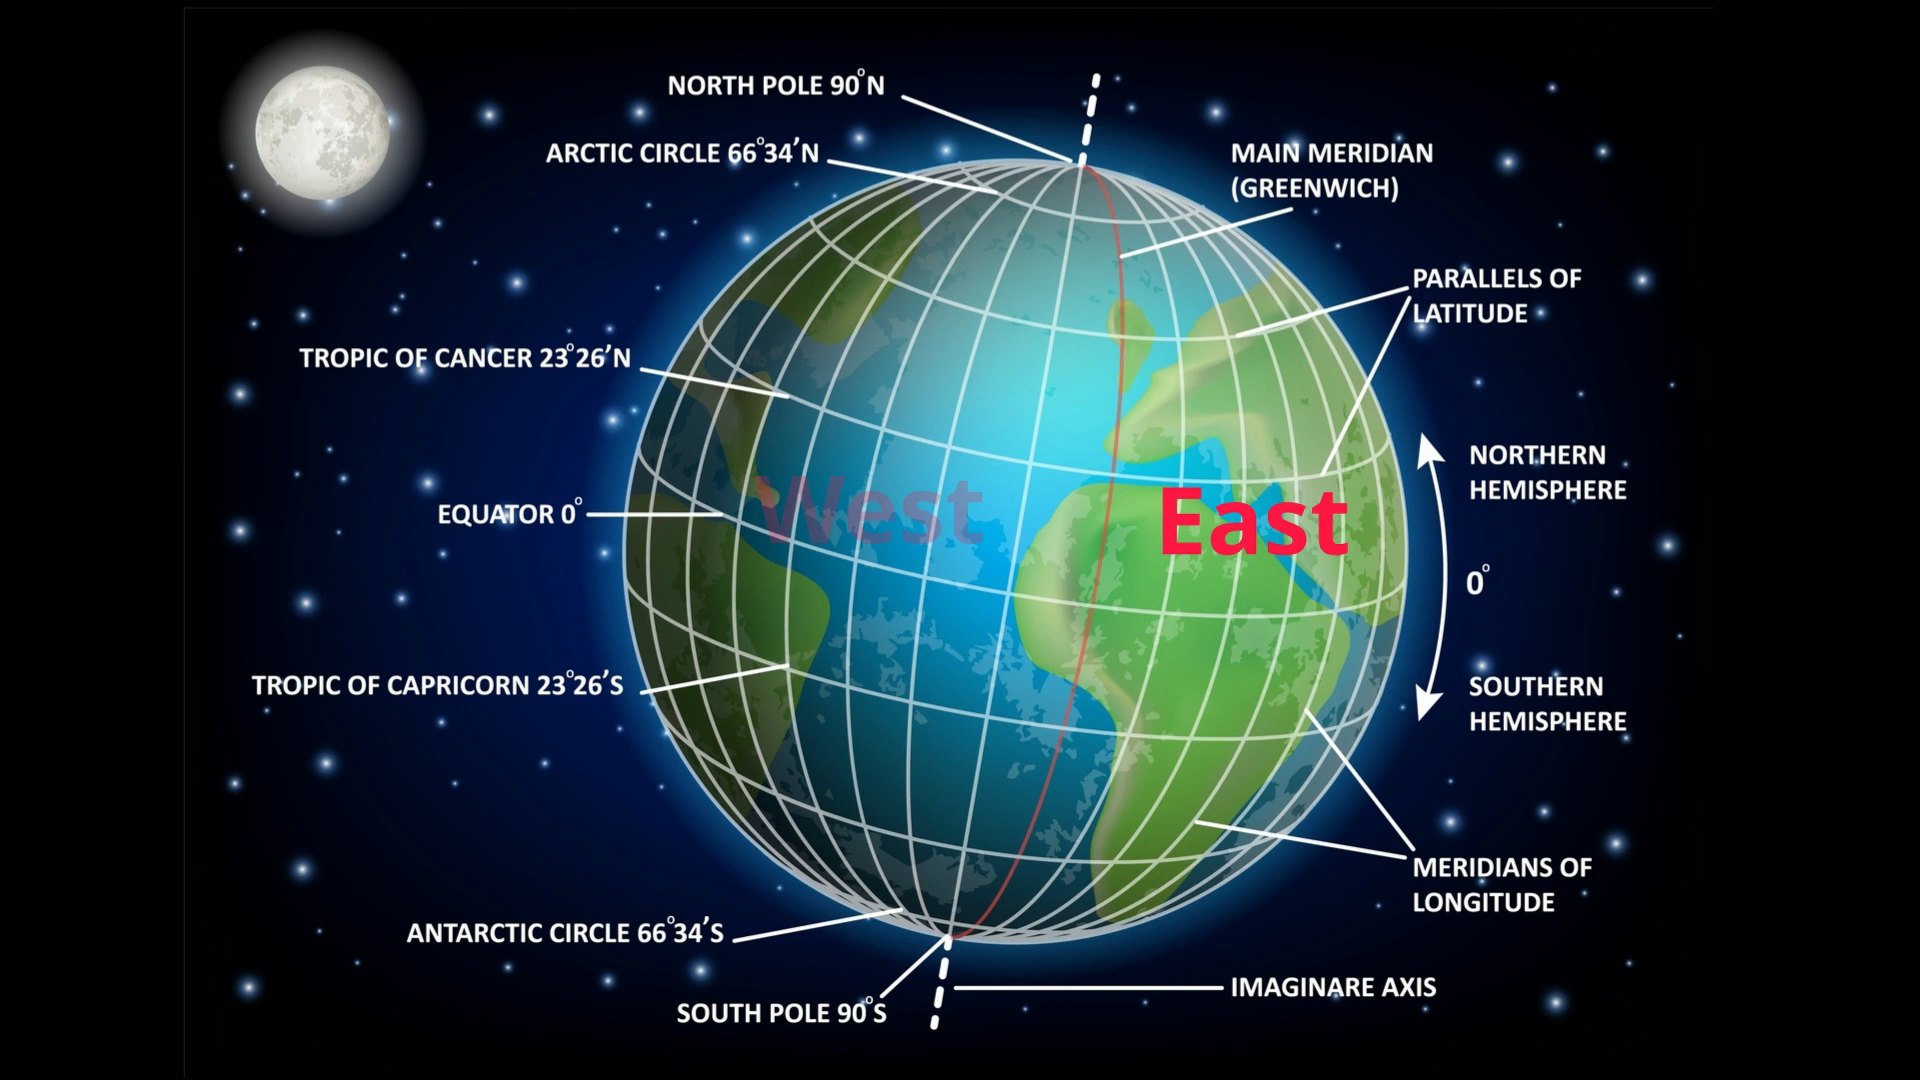 NORTH POLE 90°N
ARCTIC CIRCLE 66°34'N
MAIN MERIDIAN
(GREENWICH)
PARALLELS OF
LATITUDE
TROPIC OF CANCER 23°26'N
NORTHERN
HEMISPHERE
West
East
EQUATOR 0°
0°
TROPIC OF CAPRICORN 23°26'S
SOUTHERN
HEMISPHERE
MERIDIANS OF
LONGITUDE
ANTARCTIC CIRCLE 66°34'S
IMAGINARE AXIS
SOUTH POLE 90°S